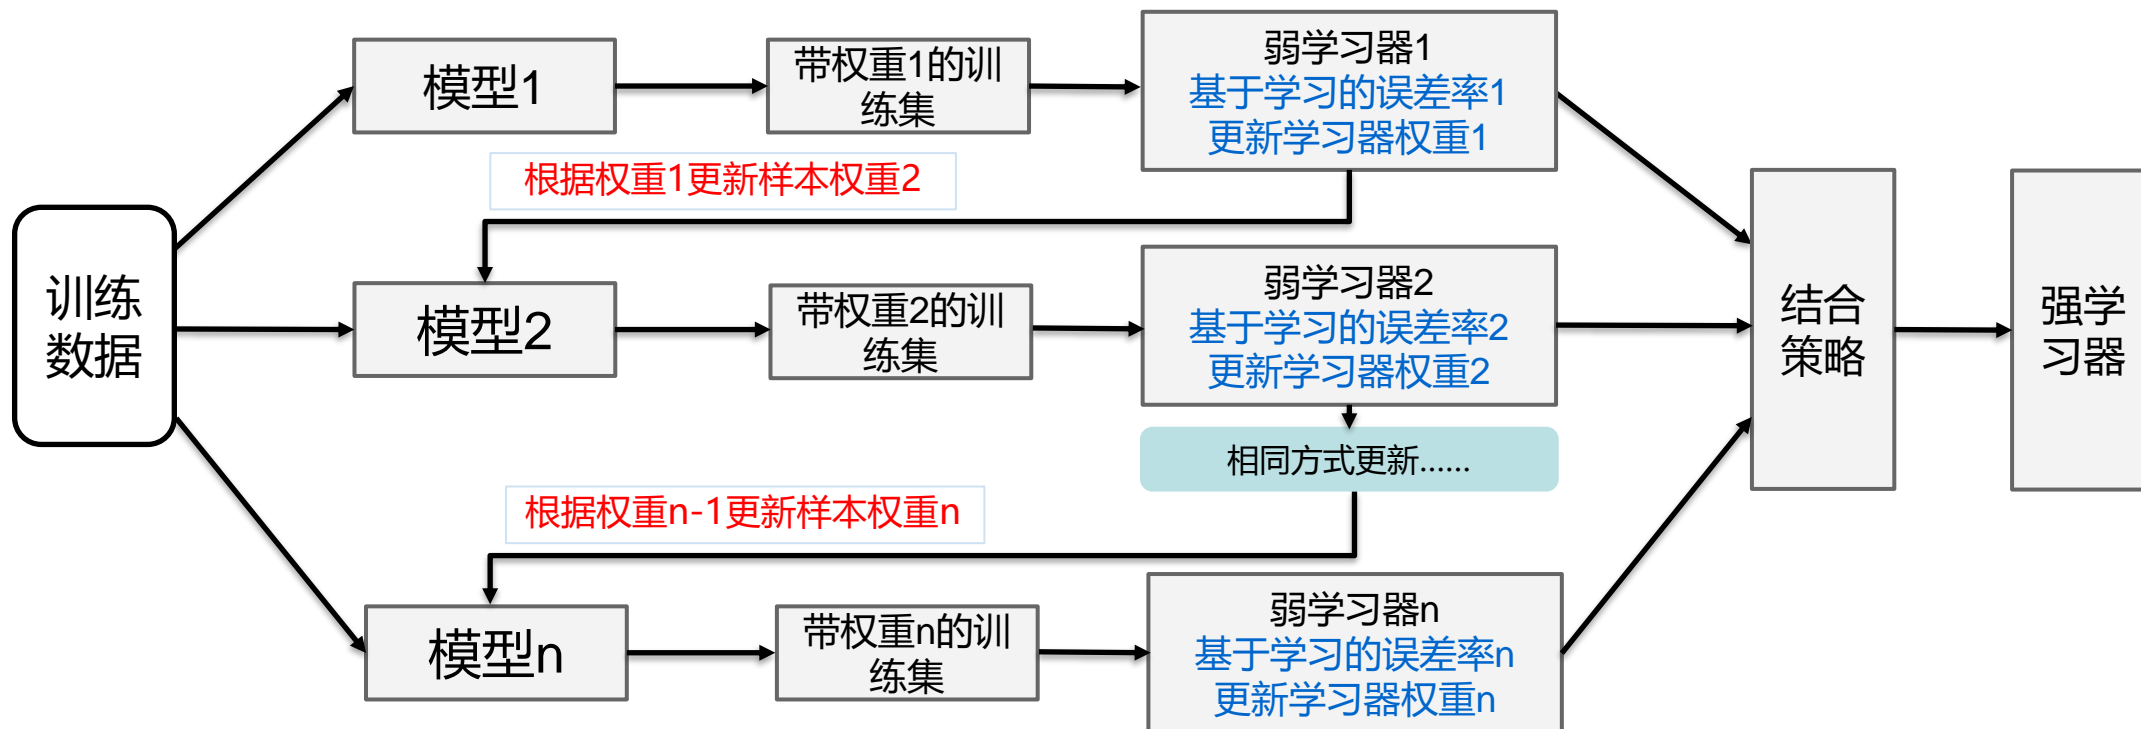 训练
数据
模型1
带权重1的训
练集
弱学习器1
基于学习的误差率1
更新学习器权重1
根据权重1更新样本权重2
模型2
带权重2的训
练集
弱学习器2
基于学习的误差率2
更新学习器权重2
相同方式更新......
根据权重n-1更新样本权重n
模型n
带权重n的训
练集
弱学习器n
基于学习的误差率n
更新学习器权重n
结合
策略
强学
习器